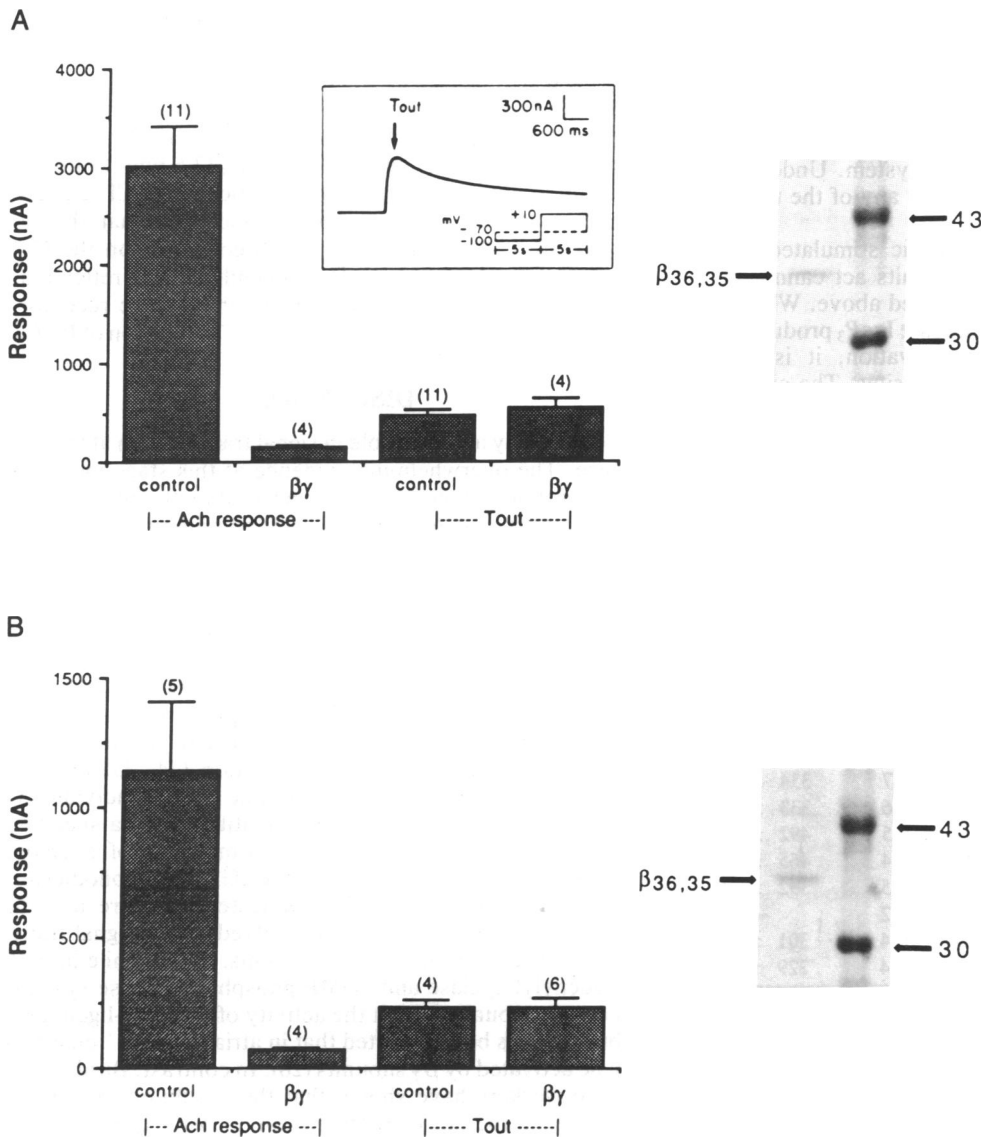 A
4000
3000
2000
1000
0
Response (nA)
(11)
(4)
(11)
(4)
control
βγ
control
βγ
|--- Ach response ---|
|------ Tout ------|
Tout
300nA
600 ms
mV
+10
- 70
-100
5s
5s
β36,35
43
30
B
1500
1000
500
0
Response (nA)
(5)
(4)
(4)
(6)
control
βγ
control
βγ
|--- Ach response ---|
|------ Tout ------|
β36,35
43
30